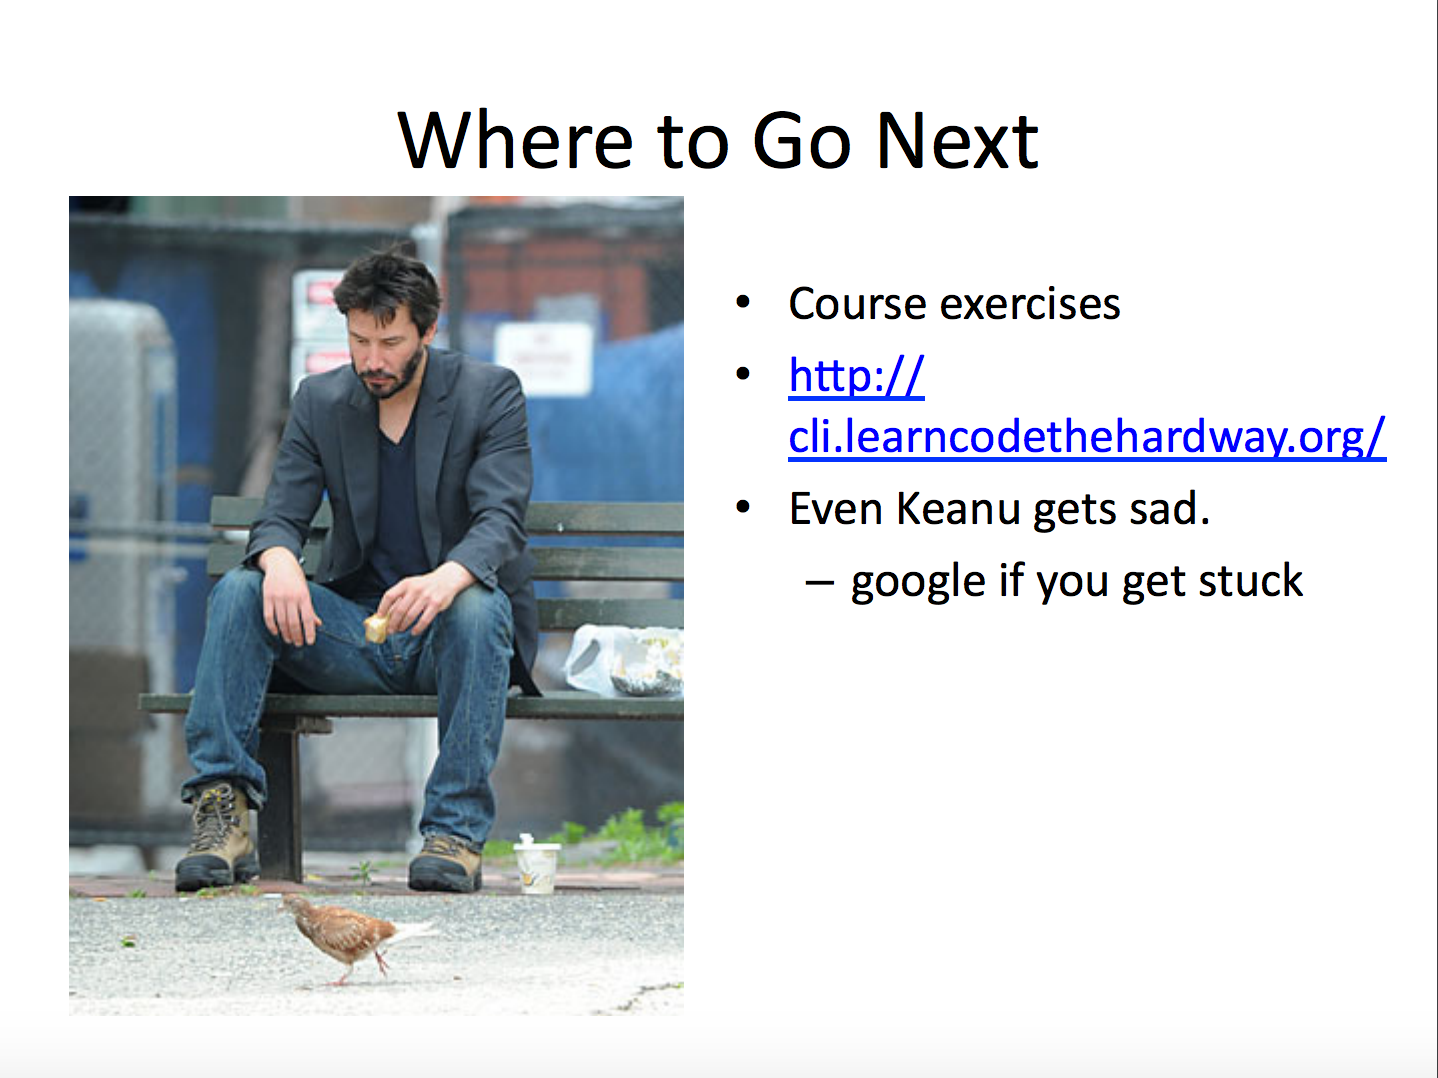 Where to Go Next
• Course exercises
• http://
cli.learncodethehardway.org/
• Even Keanu gets sad.
– google if you get stuck